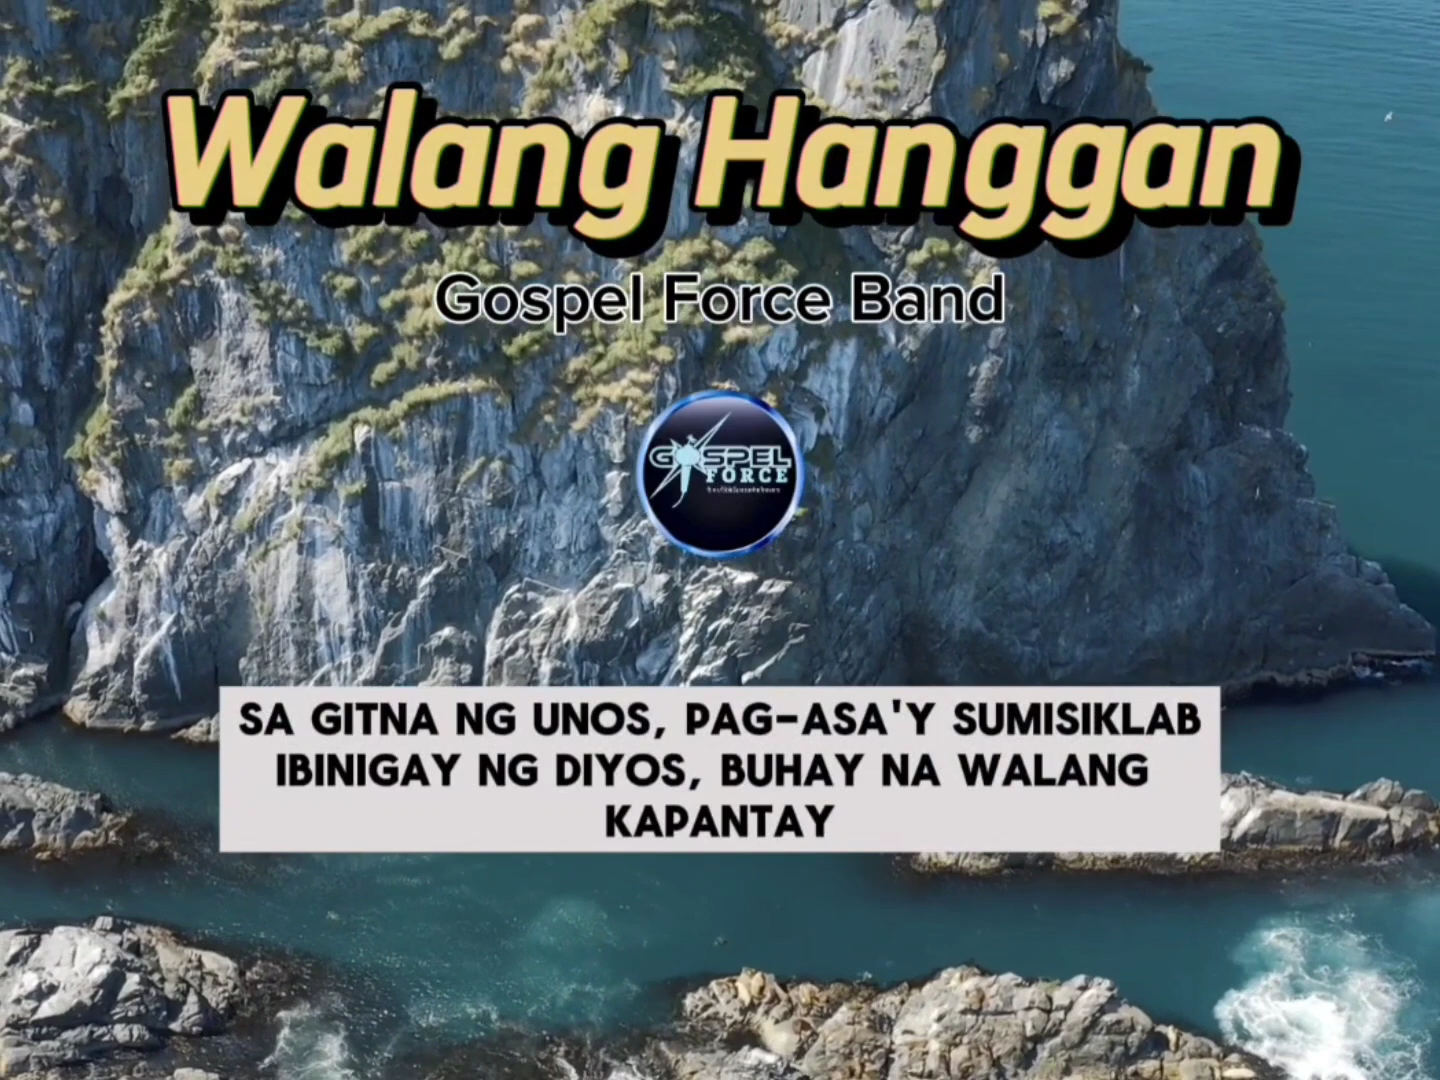 Walang Hanggan
Gospel Force Band
GOSPEL
FORCE
SA GITNA NG UNOS, PAG-ASA'Y SUMISIKLAB
IBINIGAY NG DIYOS, BUHAY NA WALANG
KAPANTAY